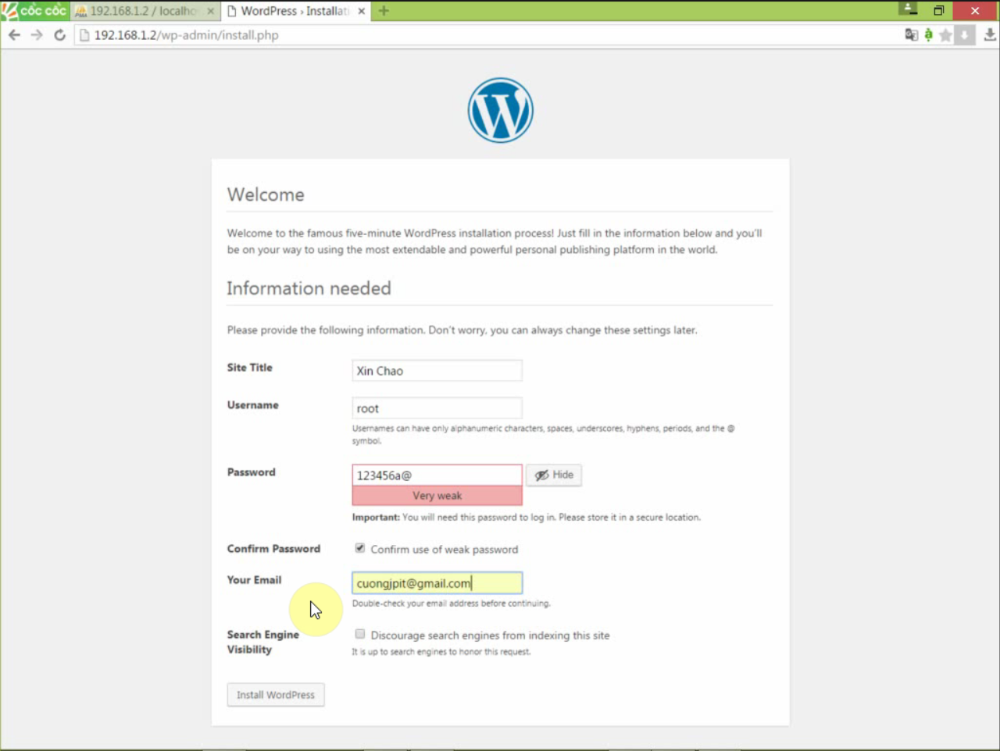 cốc cốc
192.168.1.2 / localho
WordPress › Installati
192.168.1.2/wp-admin/install.php
Welcome
Welcome to the famous five-minute WordPress installation process! Just fill in the information below and you'll
be on your way to using the most extendable and powerful personal publishing platform in the world.
Information needed
Please provide the following information. Don't worry, you can always change these settings later.
Site Title
Xin Chao
Username
root
Usernames can have only alphanumeric characters, spaces, underscores, hyphens, periods, and the @
symbol.
Password
123456a@
Hide
Very weak
Important: You will need this password to log in. Please store it in a secure location.
Confirm Password
Confirm use of weak password
Your Email
cuongjpit@gmail.com
Double-check your email address before continuing.
Search Engine
Visibility
Discourage search engines from indexing this site
It is up to search engines to honor this request.
Install WordPress